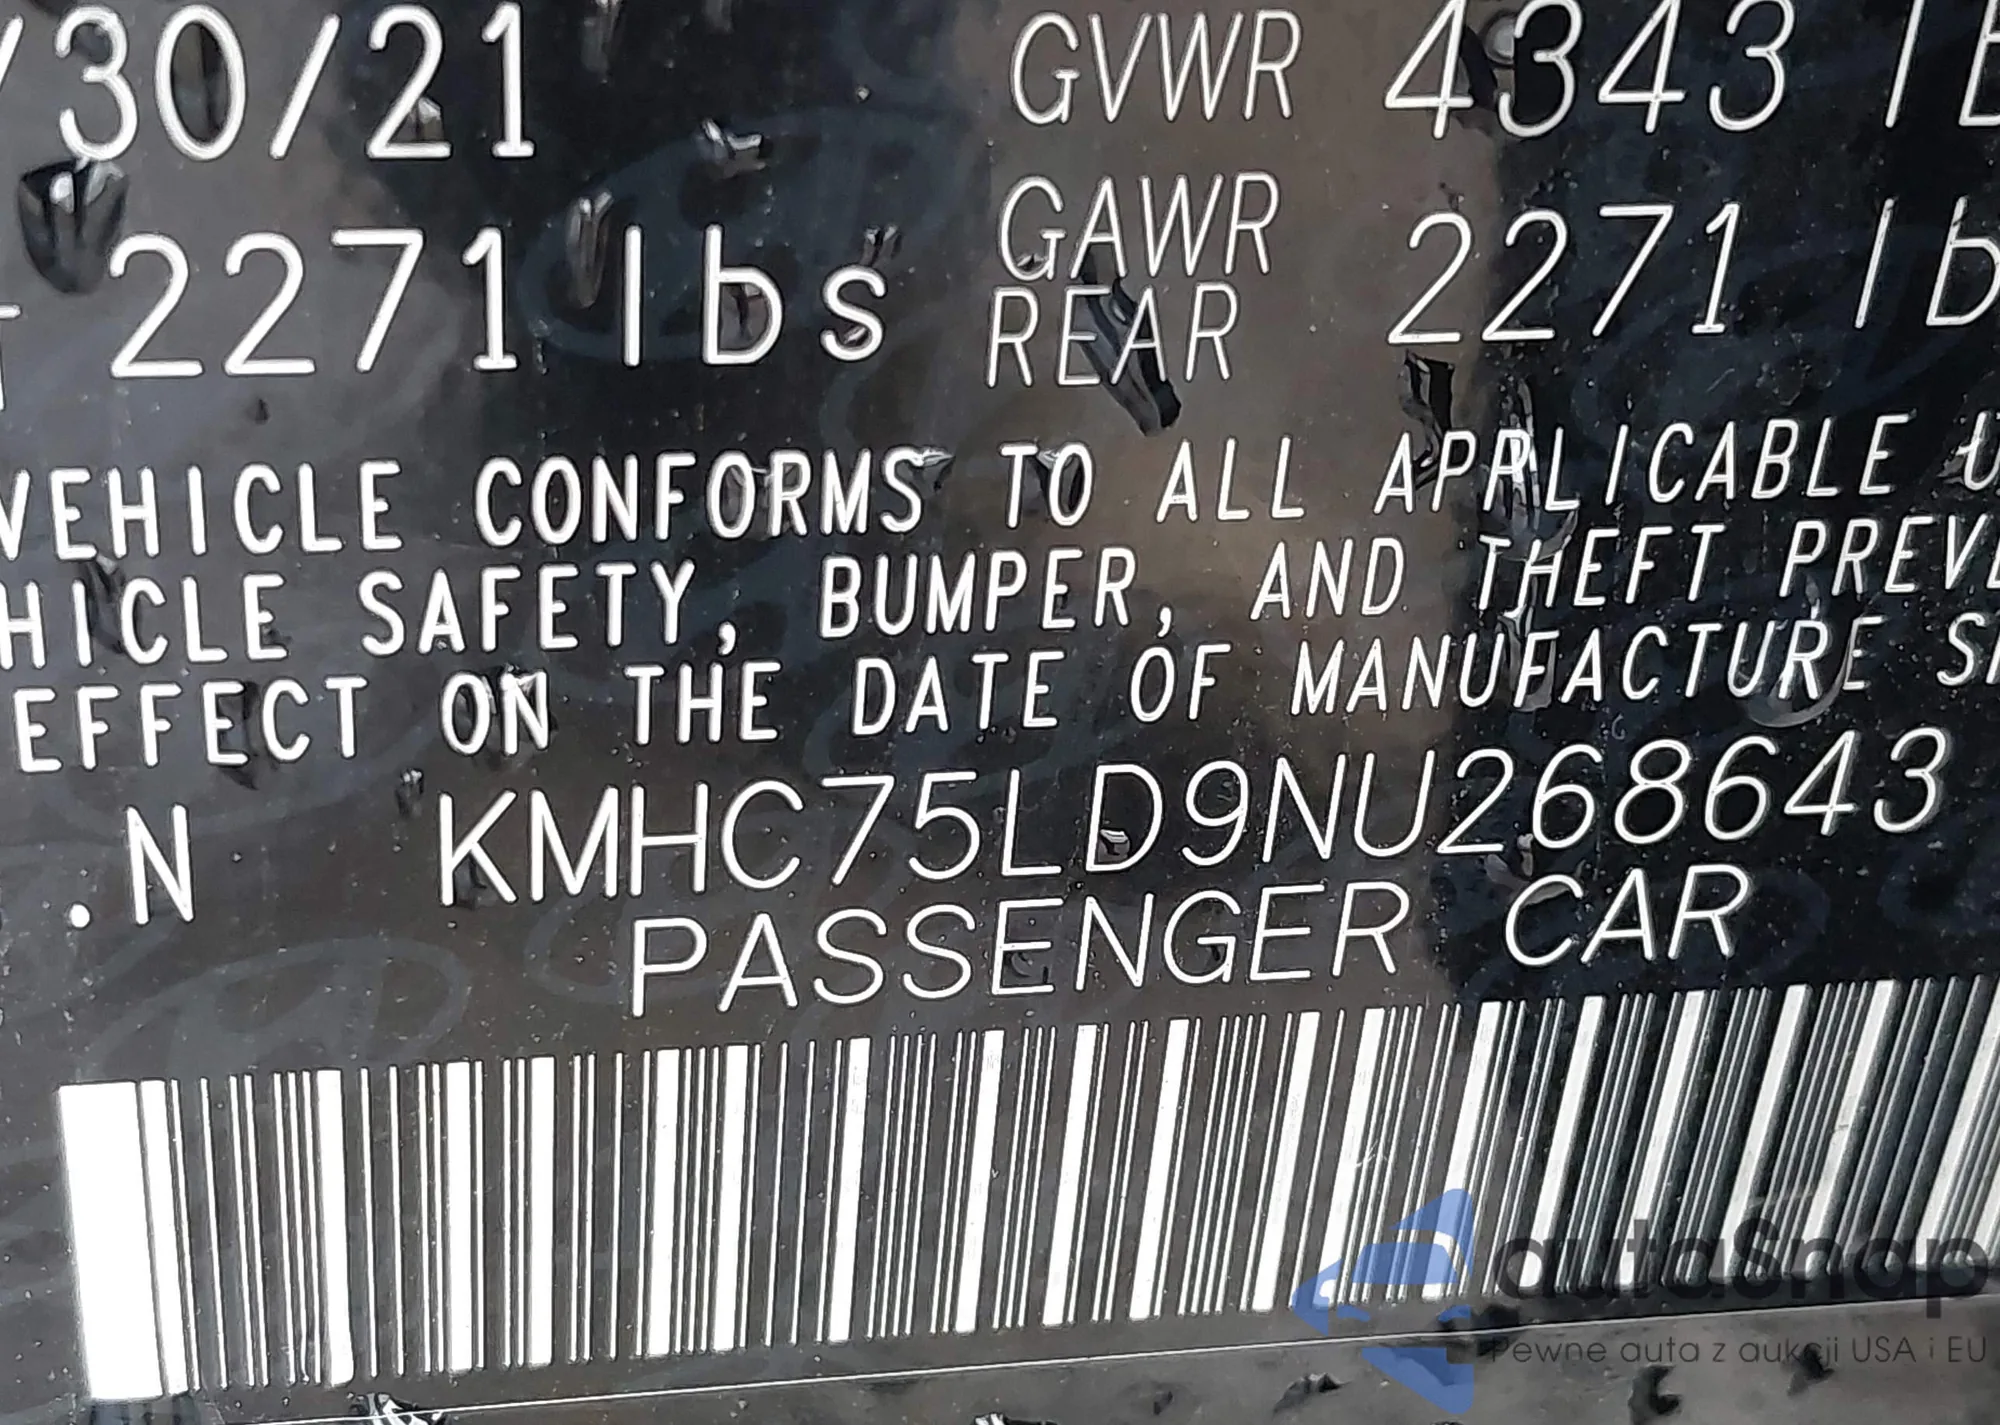 /30/21 GVWR 4343 lb
2271 lbs GAWR REAR 2271 lb
VEHICLE CONFORMS TO ALL APPLICABLE U
HICLE SAFETY, BUMPER, AND THEFT PREVE
EFFECT ON THE DATE OF MANUFACTURE S
.N KMHC75LD9NU268643
PASSENGER CAR
autaSnap
Pewne auta z aukcji USA i EU